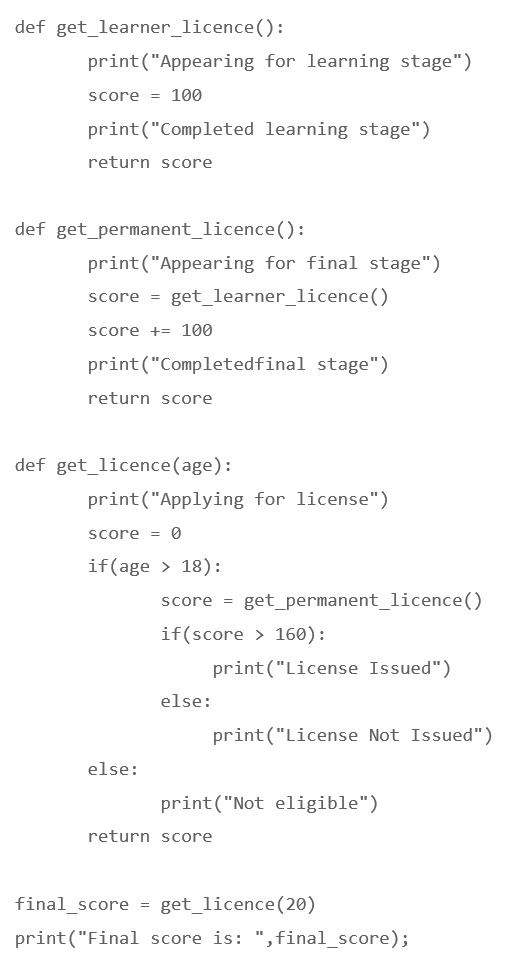 def get_learner_licence():
print("Appearing for learning stage")
score = 100
print("Completed learning stage")
return score
def get_permanent_licence():
print("Appearing for final stage")
score = get_learner_licence()
score += 100
print("Completedfinal stage")
return score
def get_licence(age):
print("Applying for license")
score = 0
if(age > 18):
score = get_permanent_licence()
if(score > 160):
print("License Issued")
else:
print("License Not Issued")
else:
print("Not eligible")
return score
final_score = get_licence(20)
print("Final score is: ",final_score);